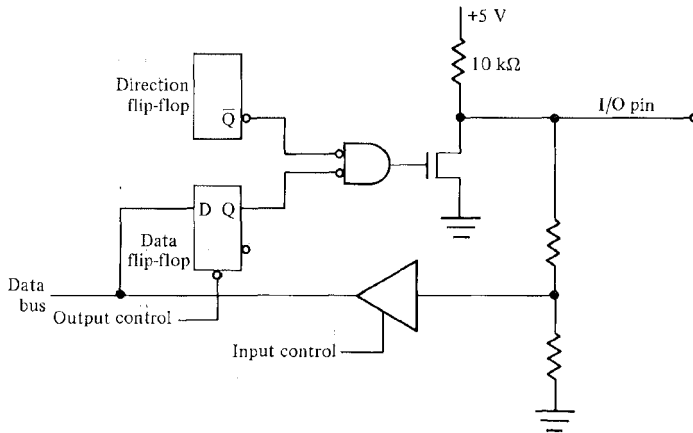 +5 V
10 kΩ
Direction
flip-flop
Q̅
I/O pin
D Q
Data
flip-flop
Data
bus
Output control
Input control